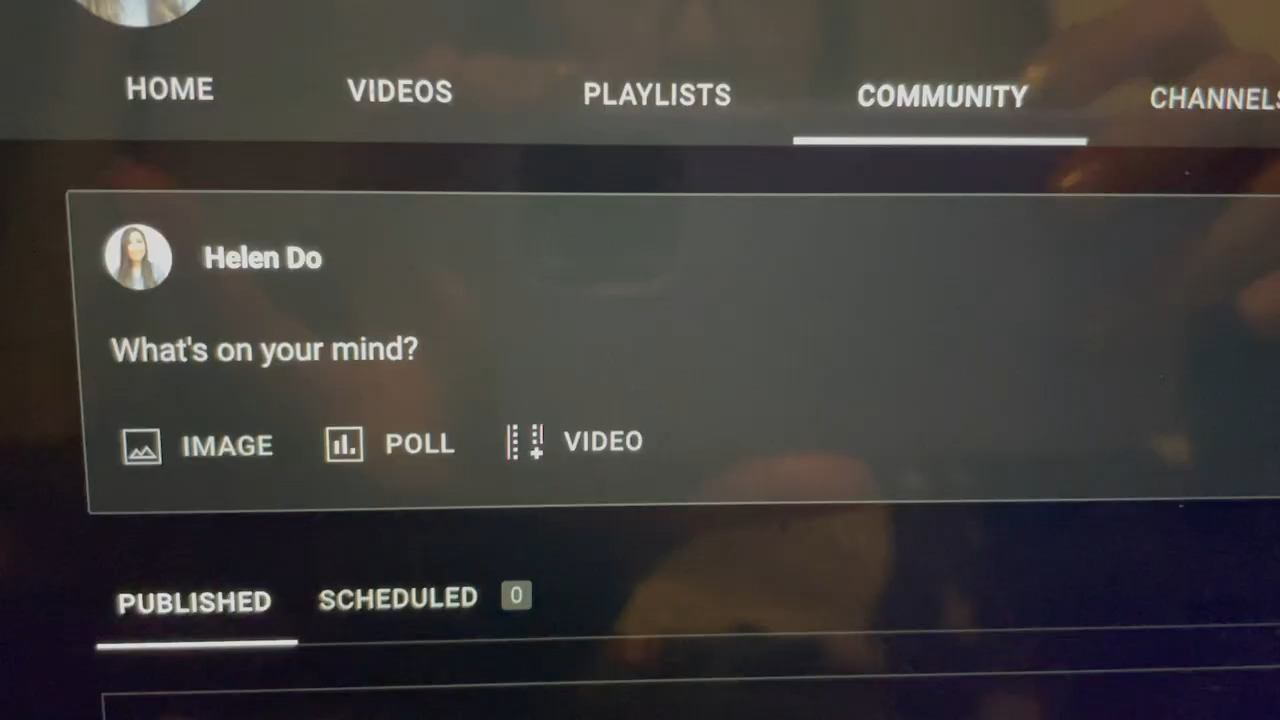 HOME VIDEOS PLAYLISTS COMMUNITY CHANNELS
Helen Do
What's on your mind?
IMAGE POLL VIDEO
PUBLISHED SCHEDULED 0